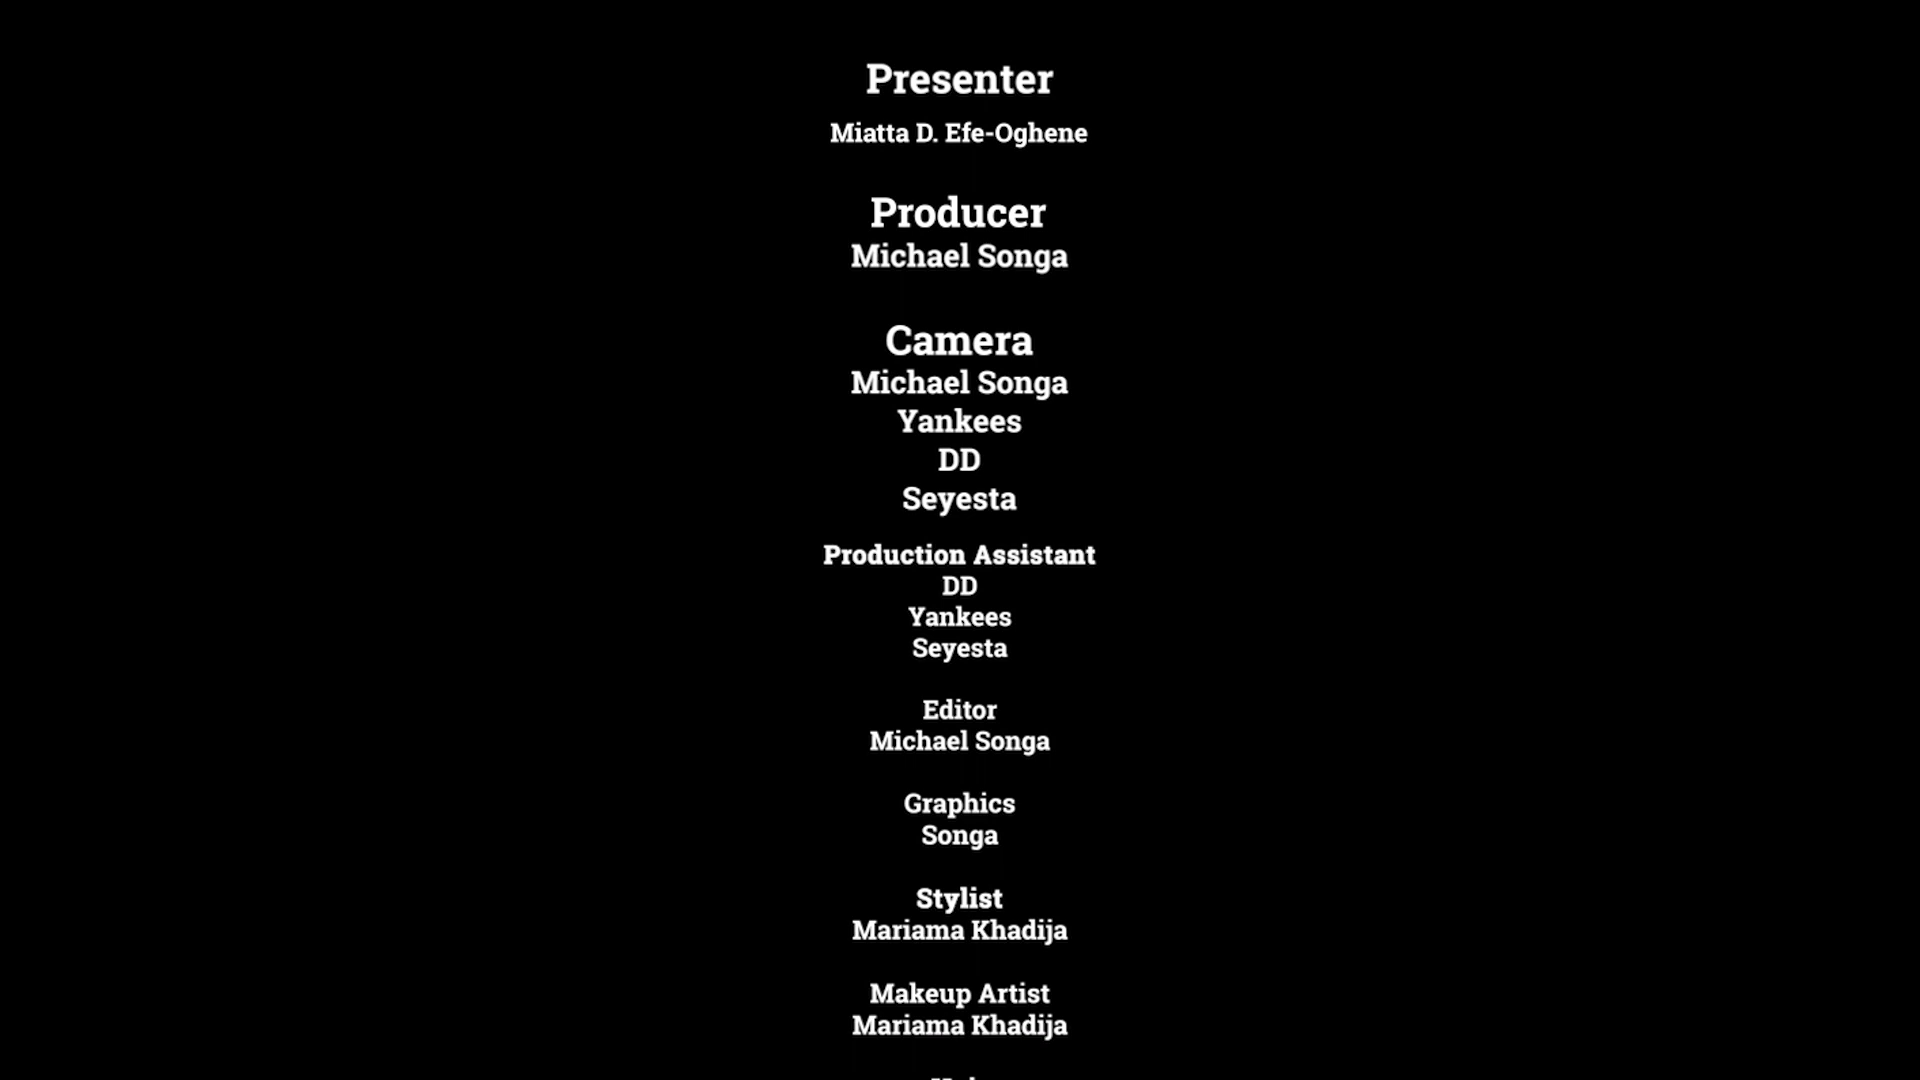 Presenter
Miatta D. Efe-Oghene
Producer
Michael Songa
Camera
Michael Songa
Yankees
DD
Seyesta
Production Assistant
DD
Yankees
Seyesta
Editor
Michael Songa
Graphics
Songa
Stylist
Mariama Khadija
Makeup Artist
Mariama Khadija